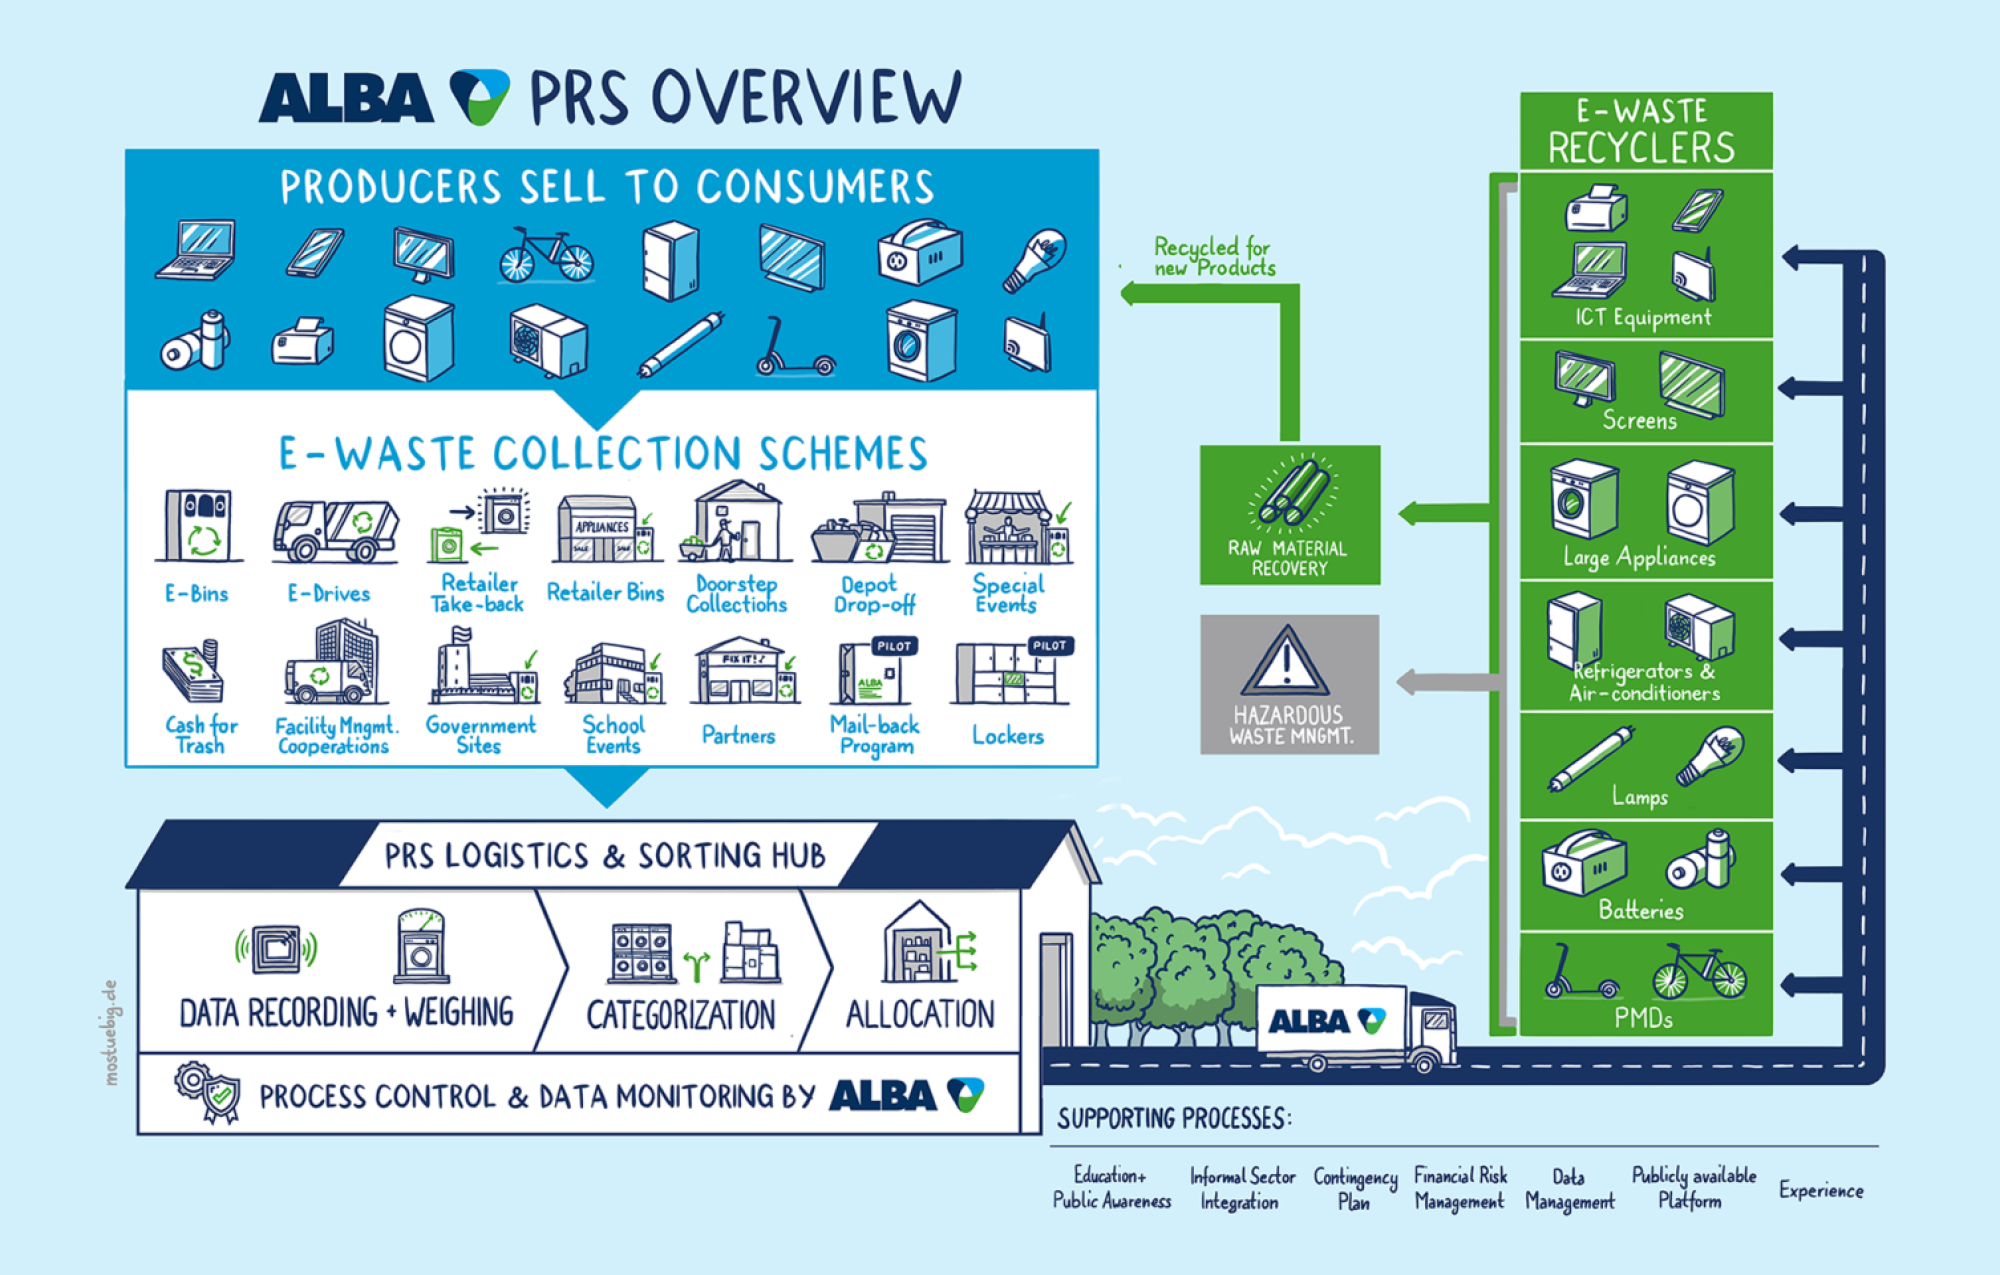 ALBA PRS OVERVIEW
PRODUCERS SELL TO CONSUMERS
E-WASTE COLLECTION SCHEMES
APPLIANCES
SALE SALE
E-Bins
E-Drives
Retailer
Take-back
Retailer Bins
Doorstep
Collections
Depot
Drop-off
Special
Events
$
FIX IT!
ALBA
PILOT
PILOT
Cash for
Trash
Facility Mngmt.
Cooperations
Government
Sites
School
Events
Partners
Mail-back
Program
Lockers
PRS LOGISTICS & SORTING HUB
DATA RECORDING + WEIGHING
CATEGORIZATION
ALLOCATION
PROCESS CONTROL & DATA MONITORING BY ALBA
mostuebig.de
Recycled for
new Products
RAW MATERIAL
RECOVERY
HAZARDOUS
WASTE MNGMT.
E-WASTE
RECYCLERS
ICT Equipment
Screens
Large Appliances
Refrigerators &
Air-conditioners
Lamps
Batteries
PMDs
ALBA
SUPPORTING PROCESSES:
Education+
Public Awareness
Informal Sector
Integration
Contingency
Plan
Financial Risk
Management
Data
Management
Publicly available
Platform
Experience